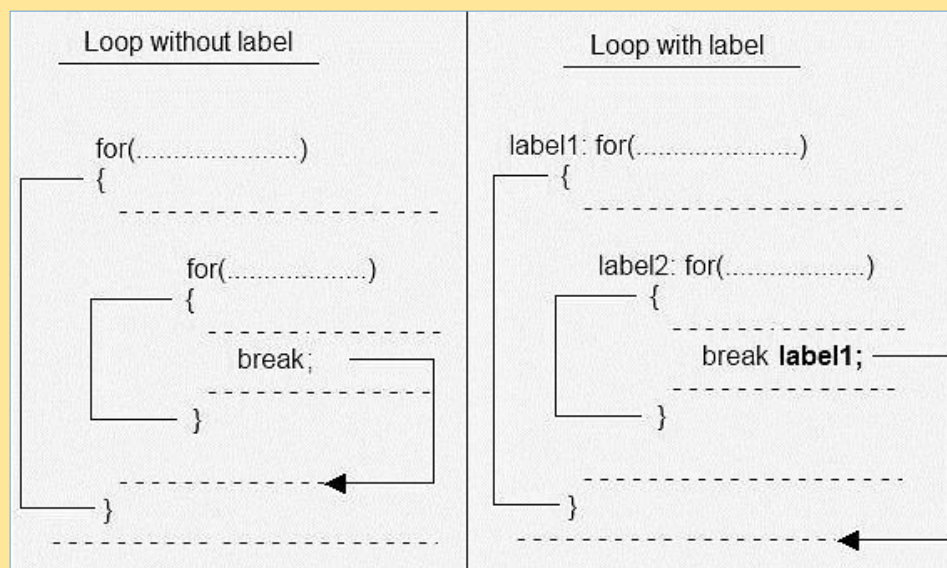 Loop without label
for(......................)
{
for(...................)
{
break;
}
}
Loop with label
label1: for(......................)
{
label2: for(...................)
{
break label1;
}
}